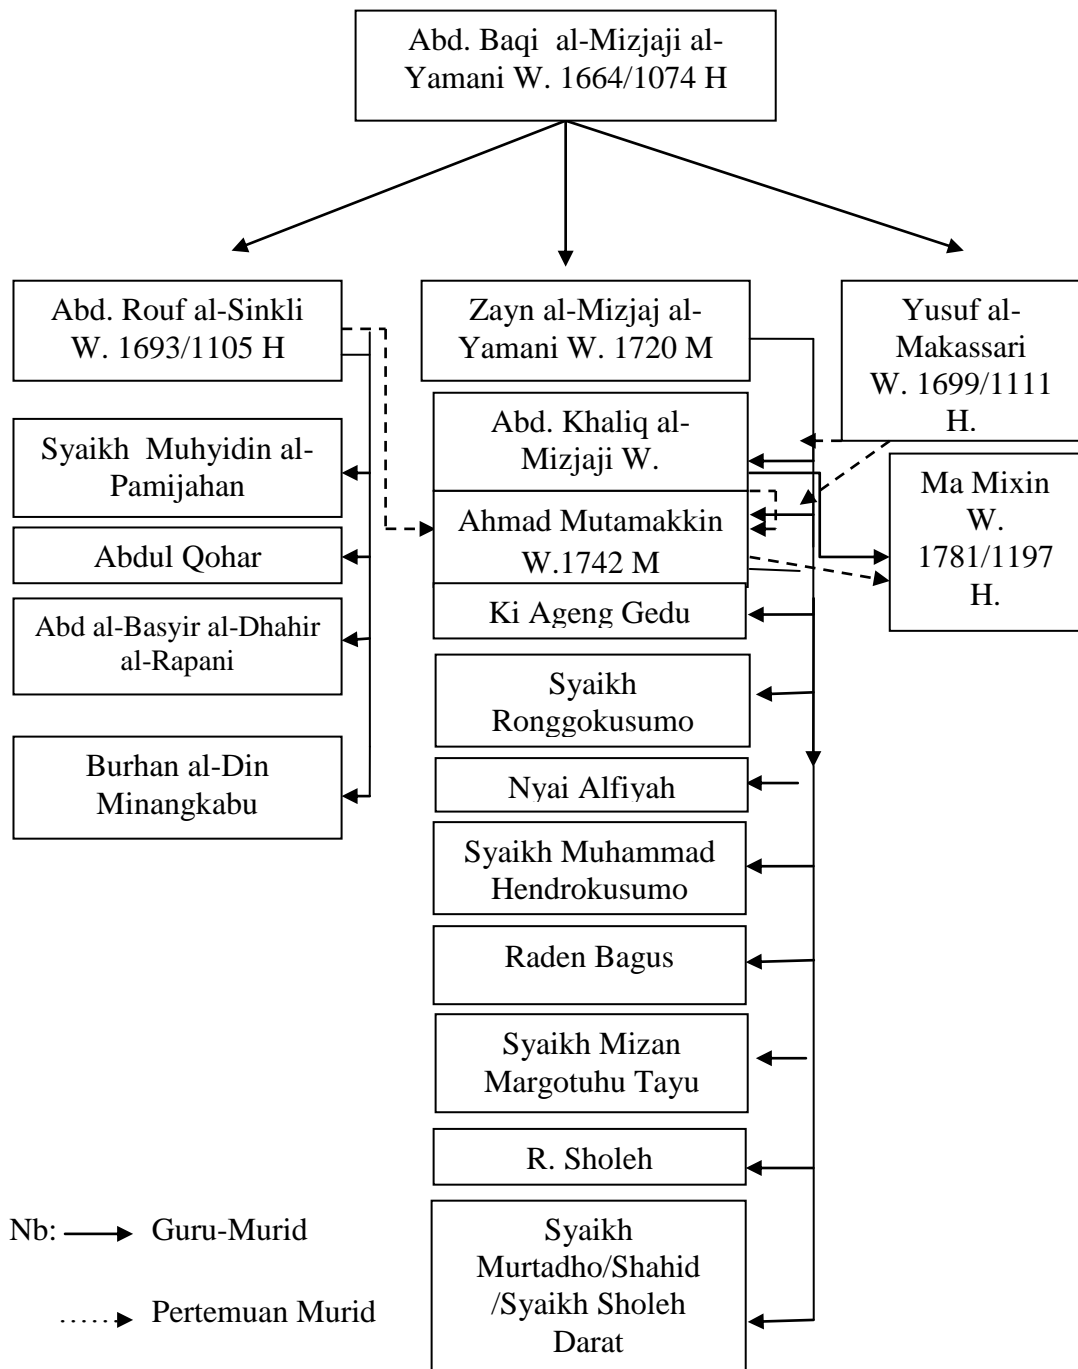 Abd. Baqi al-Mizjaji al-
Yamani W. 1664/1074 H
Abd. Rouf al-Sinkli
W. 1693/1105 H
Zayn al-Mizjaj al-
Yamani W. 1720 M
Yusuf al-
Makassari
W. 1699/1111
H.
Syaikh Muhyidin al-
Pamijahan
Abdul Qohar
Abd al-Basyir al-Dhahir
al-Rapani
Burhan al-Din
Minangkabu
Abd. Khaliq al-
Mizjaji W.
Ahmad Mutamakkin
W.1742 M
Ma Mixin
W.
1781/1197
H.
Ki Ageng Gedu
Syaikh
Ronggokusumo
Nyai Alfiyah
Syaikh Muhammad
Hendrokusumo
Raden Bagus
Syaikh Mizan
Margotuhu Tayu
R. Sholeh
Syaikh
Murtadho/Shahid
/Syaikh Sholeh
Darat
Nb: Guru-Murid
Pertemuan Murid